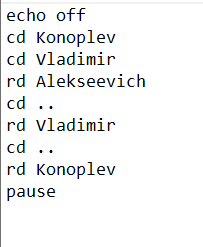 echo off
cd Konoplev
cd Vladimir
rd Alekseevich
cd ..
rd Vladimir
cd ..
rd Konoplev
pause